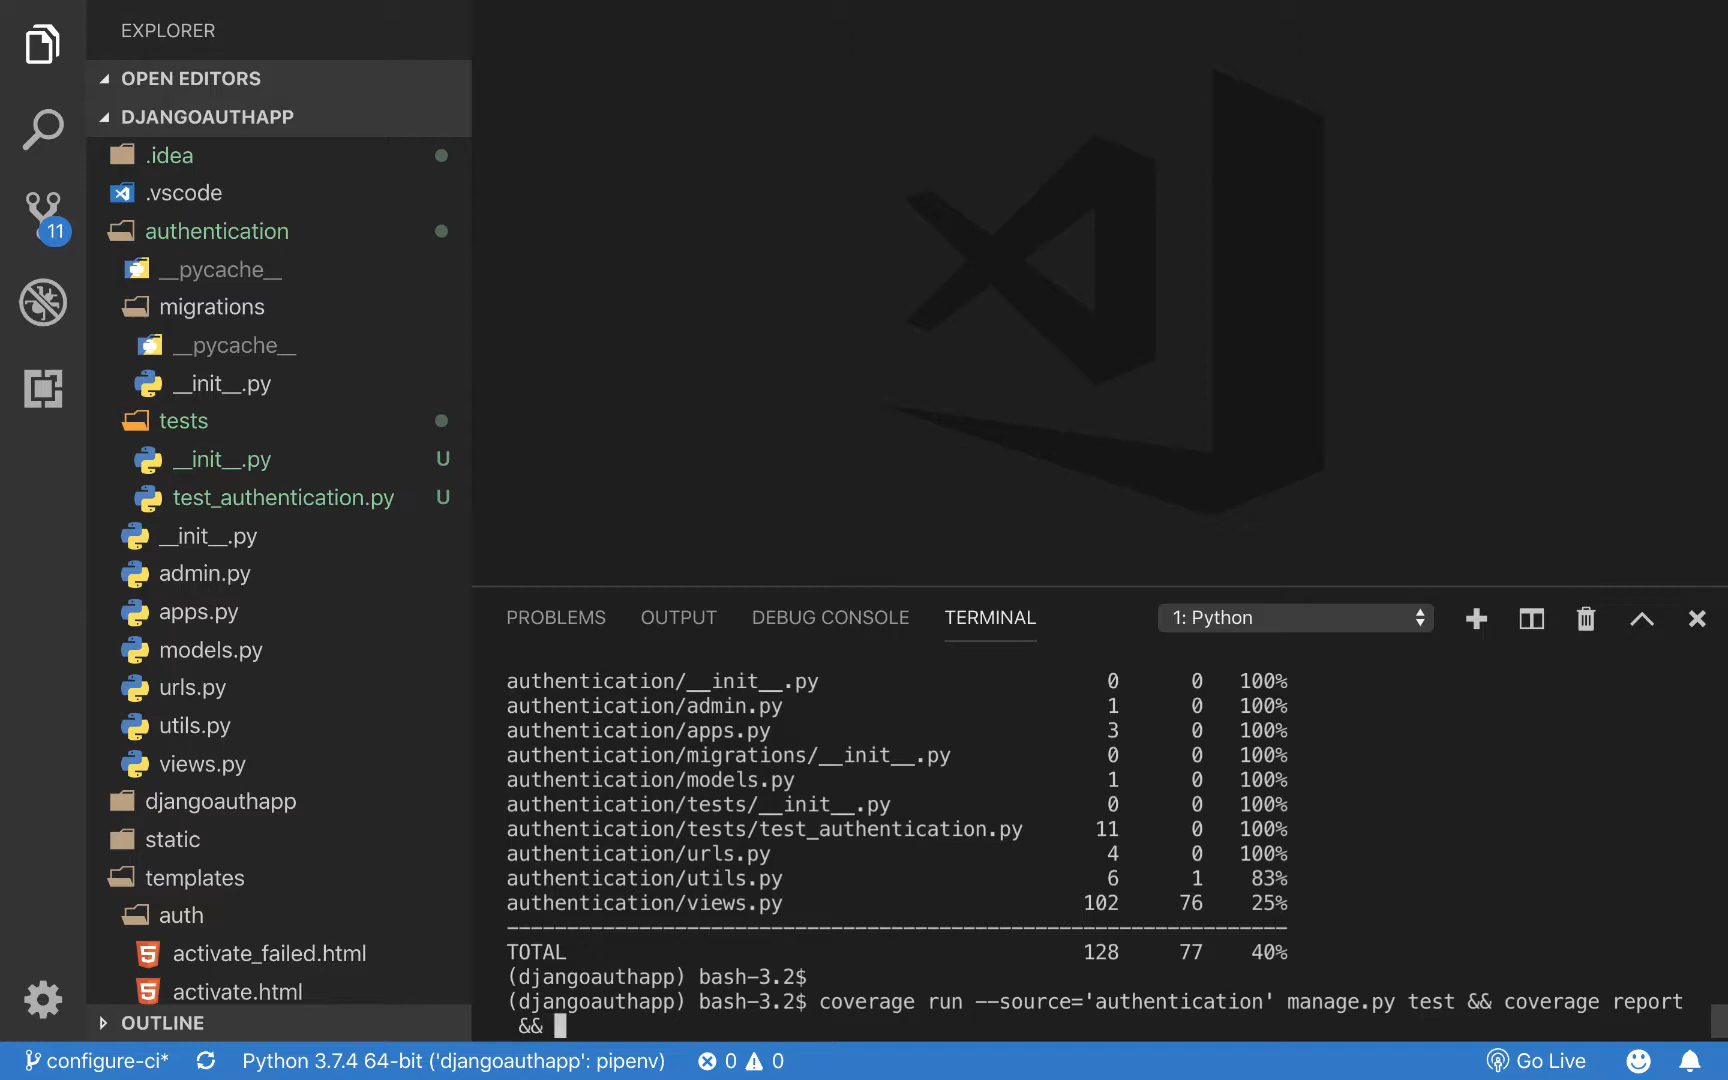 EXPLORER
OPEN EDITORS
DJANGOAUTHAPP
.idea
.vscode
11
authentication
__pycache__
migrations
__pycache__
__init__.py
tests
__init__.py U
test_authentication.py U
__init__.py
admin.py
apps.py
models.py
urls.py
utils.py
views.py
djangoauthapp
static
templates
auth
activate_failed.html
activate.html
OUTLINE
PROBLEMS OUTPUT DEBUG CONSOLE TERMINAL 1: Python
authentication/__init__.py 0 0 100%
authentication/admin.py 1 0 100%
authentication/apps.py 3 0 100%
authentication/migrations/__init__.py 0 0 100%
authentication/models.py 1 0 100%
authentication/tests/__init__.py 0 0 100%
authentication/tests/test_authentication.py 11 0 100%
authentication/urls.py 4 0 100%
authentication/utils.py 6 1 83%
authentication/views.py 102 76 25%
TOTAL 128 77 40%
(djangoauthapp) bash-3.2$
(djangoauthapp) bash-3.2$ coverage run --source='authentication' manage.py test && coverage report
&&
configure-ci* Python 3.7.4 64-bit ('djangoauthapp': pipenv) 0 0 Go Live